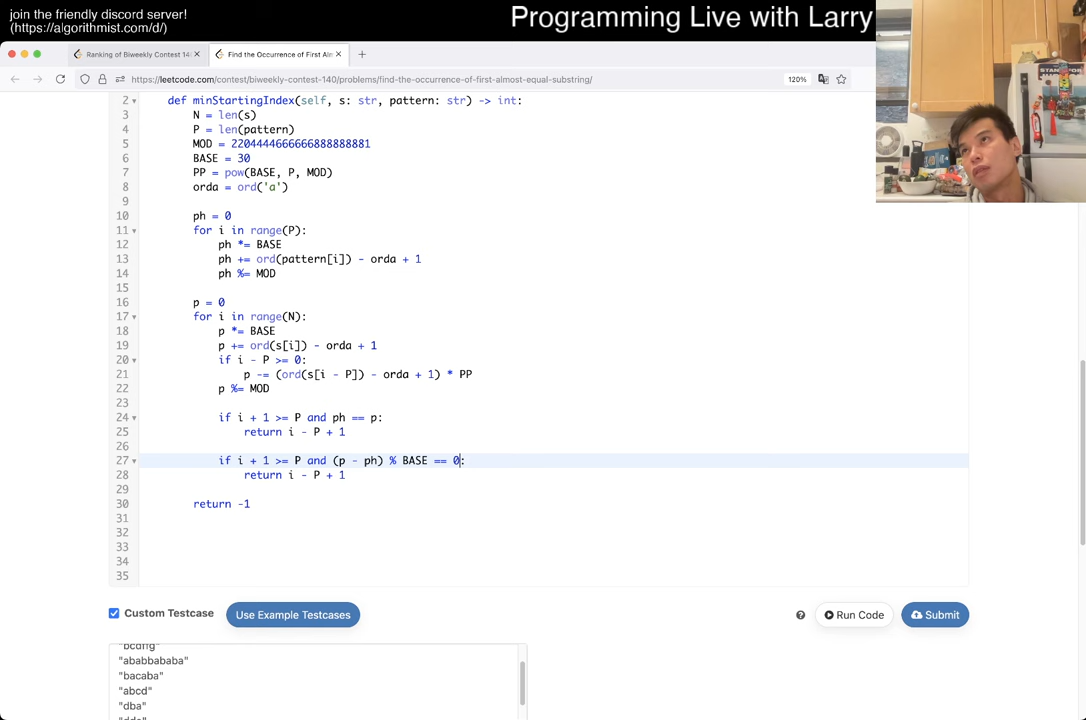 join the friendly discord server!
(https://algorithmist.com/d/)
Programming Live with Larry
Ranking of Biweekly Contest 14
Find the Occurrence of First Alm
https://leetcode.com/contest/biweekly-contest-140/problems/find-the-occurrence-of-first-almost-equal-substring/
120%
2 def minStartingIndex(self, s: str, pattern: str) -> int:
3 N = len(s)
4 P = len(pattern)
5 MOD = 2204444666666888888881
6 BASE = 30
7 PP = pow(BASE, P, MOD)
8 orda = ord('a')
9
10 ph = 0
11 for i in range(P):
12 ph *= BASE
13 ph += ord(pattern[i]) - orda + 1
14 ph %= MOD
15
16 p = 0
17 for i in range(N):
18 p *= BASE
19 p += ord(s[i]) - orda + 1
20 if i - P >= 0:
21 p -= (ord(s[i - P]) - orda + 1) * PP
22 p %= MOD
23
24 if i + 1 >= P and ph == p:
25 return i - P + 1
26
27 if i + 1 >= P and (p - ph) % BASE == 0:
28 return i - P + 1
29
30 return -1
31
32
33
34
35
Custom Testcase
Use Example Testcases
Run Code
Submit
"bcdfig"
"ababbababa"
"bacaba"
"abcd"
"dba"